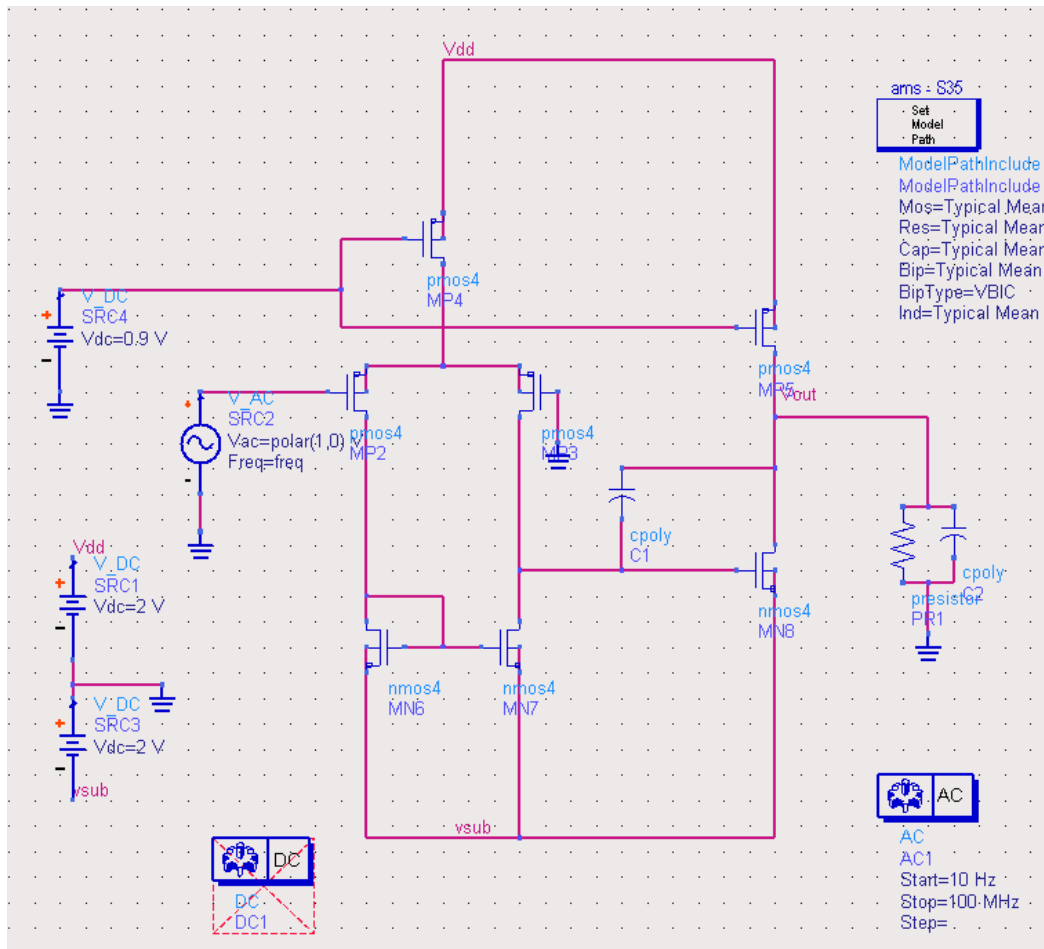 Vdd
ams - S35
Set
Model
Path
ModelPathInclude
ModelPathInclude
Mos=Typical Mean
Res=Typical Mean
Cap=Typical Mean
Bip=Typical Mean
BipType=VBIC
Ind=Typical Mean
pmos4
MP4
+
V_DC
SRC4
Vdc=0.9 V
-
pmos4
MP5
Vout
V_AC
SRC2
Vac=polar(1,0) V
Freq=freq
-
pmos4
MP2
pmos4
MP3
cpoly
C1
cpoly
C2
presistor
PR1
nmos4
MN8
Vdd
V_DC
+
SRC1
Vdc=2 V
-
nmos4
MN6
nmos4
MN7
V_DC
+
SRC3
Vdc=2 V
-
vsub
vsub
DC
DC
DC1
AC
AC
AC1
Start=10 Hz
Stop=100 MHz
Step=